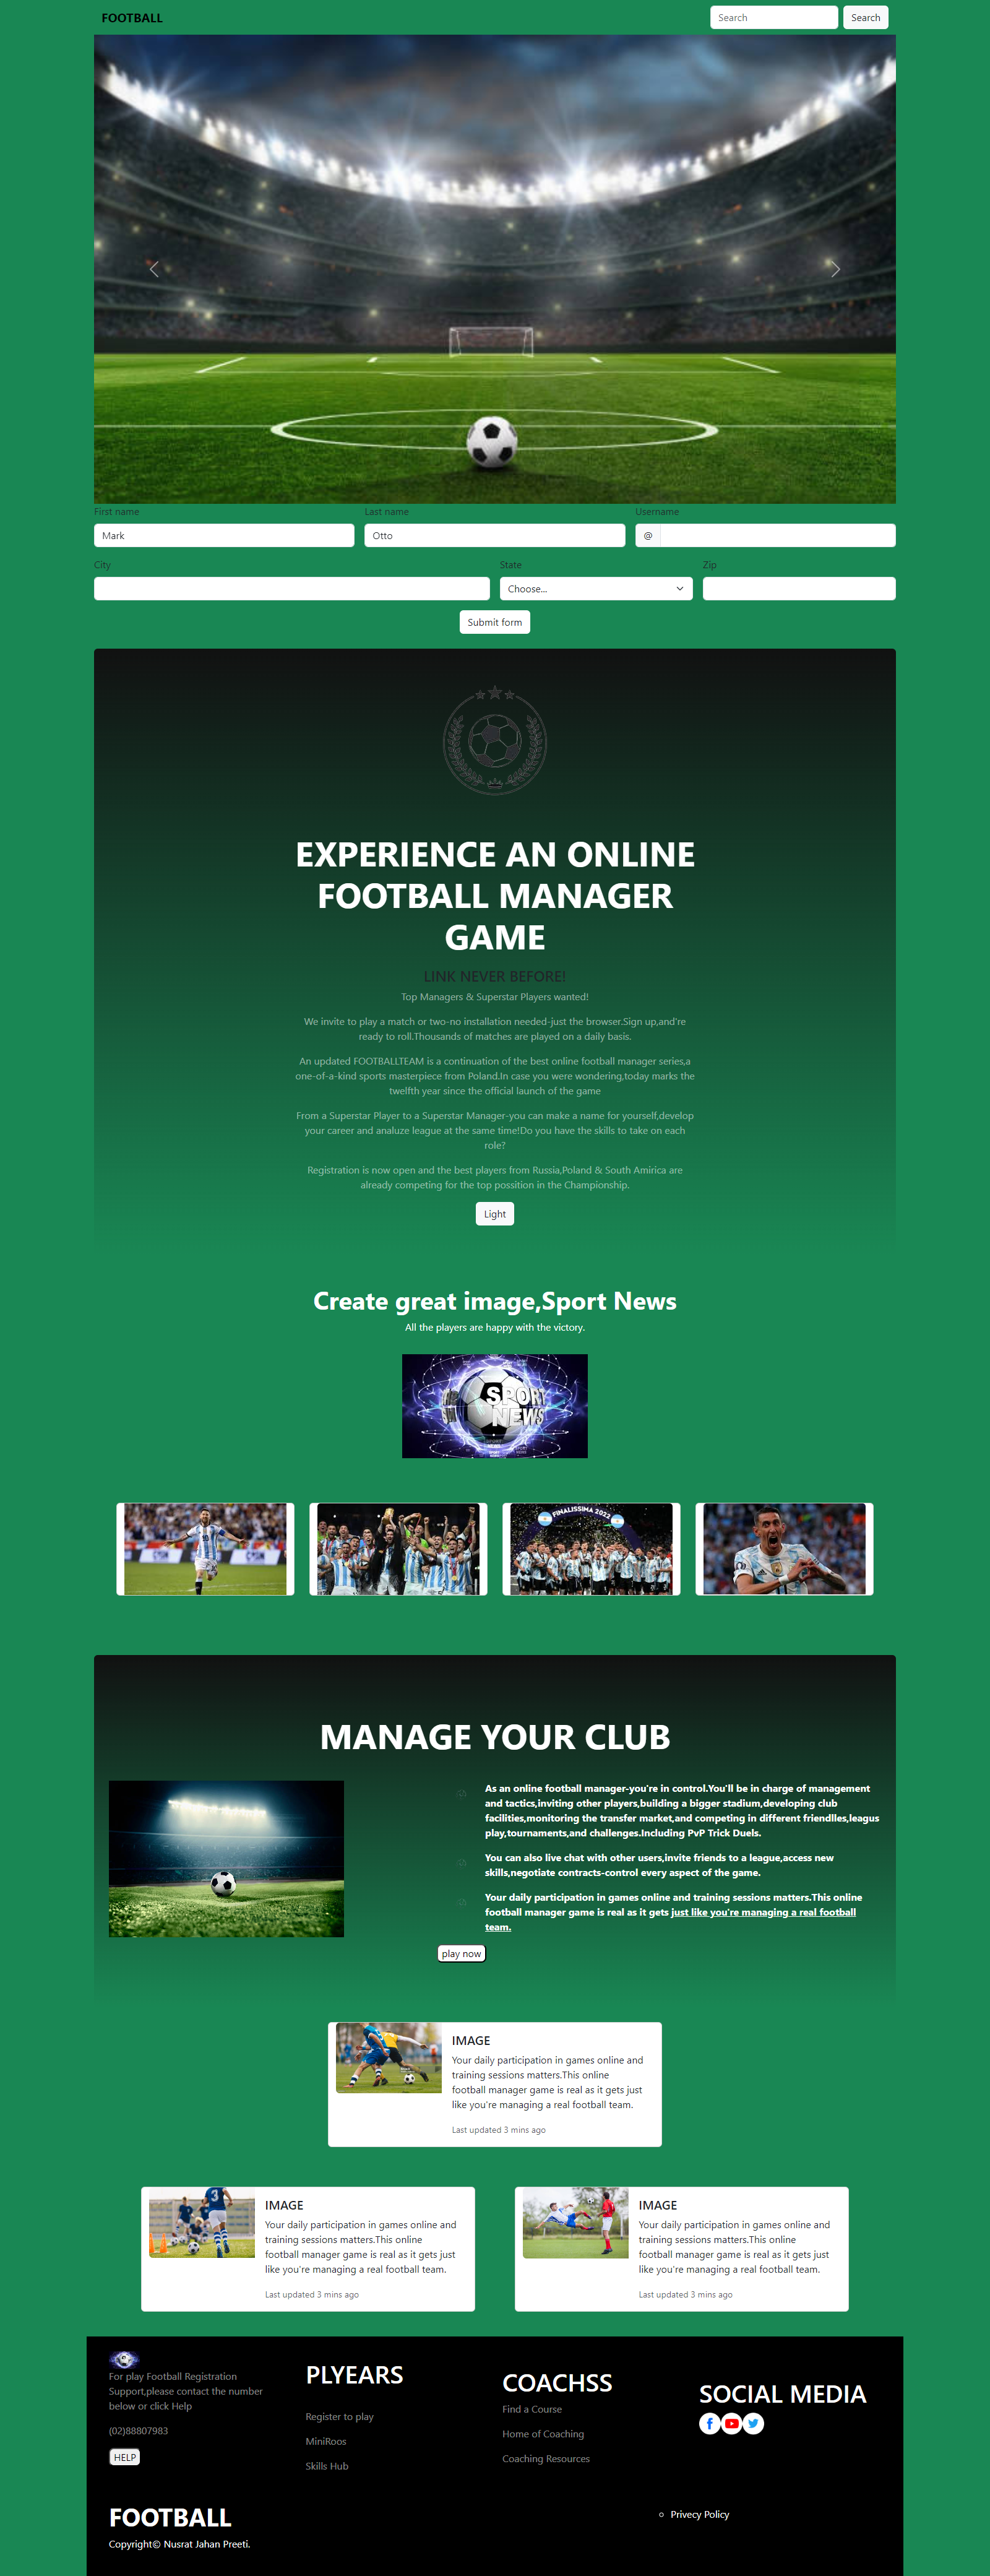 FOOTBALL
Search
Search
First name
Last name
Username
Mark
Otto
@
City
State
Zip
Choose...
Submit form
EXPERIENCE AN ONLINE
FOOTBALL MANAGER
GAME
LINK NEVER BEFORE!
Top Managers & Superstar Players wanted!
We invite to play a match or two-no installation needed-just the browser.Sign up,and're
ready to roll.Thousands of matches are played on a daily basis.
An updated FOOTBALLTEAM is a continuation of the best online football manager series,a
one-of-a-kind sports masterpiece from Poland.In case you were wondering,today marks the
twelfth year since the official launch of the game
From a Superstar Player to a Superstar Manager-you can make a name for yourself,develop
your career and analuze league at the same time!Do you have the skills to take on each
role?
Registration is now open and the best players from Russia,Poland & South Amirica are
already competing for the top possition in the Championship.
Light
Create great image,Sport News
All the players are happy with the victory.
SPORT
NEWS
FINALISSIMA 2022
MANAGE YOUR CLUB
As an online football manager-you're in control.You'll be in charge of management
and tactics,inviting other players,building a bigger stadium,developing club
facilities,monitoring the transfer market,and competing in different friendlles,leagus
play,tournaments,and challenges.Including PvP Trick Duels.
You can also live chat with other users,invite friends to a league,access new
skills,negotiate contracts-control every aspect of the game.
Your daily participation in games online and training sessions matters.This online
football manager game is real as it gets just like you're managing a real football
team.
play now
IMAGE
Your daily participation in games online and
training sessions matters.This online
football manager game is real as it gets just
like you're managing a real football team.
Last updated 3 mins ago
IMAGE
Your daily participation in games online and
training sessions matters.This online
football manager game is real as it gets just
like you're managing a real football team.
Last updated 3 mins ago
IMAGE
Your daily participation in games online and
training sessions matters.This online
football manager game is real as it gets just
like you're managing a real football team.
Last updated 3 mins ago
For play Football Registration
Support,please contact the number
below or click Help
(02)88807983
HELP
PLYEARS
Register to play
MiniRoos
Skills Hub
COACHSS
Find a Course
Home of Coaching
Coaching Resources
SOCIAL MEDIA
FOOTBALL
Copyright© Nusrat Jahan Preeti.
Privecy Policy